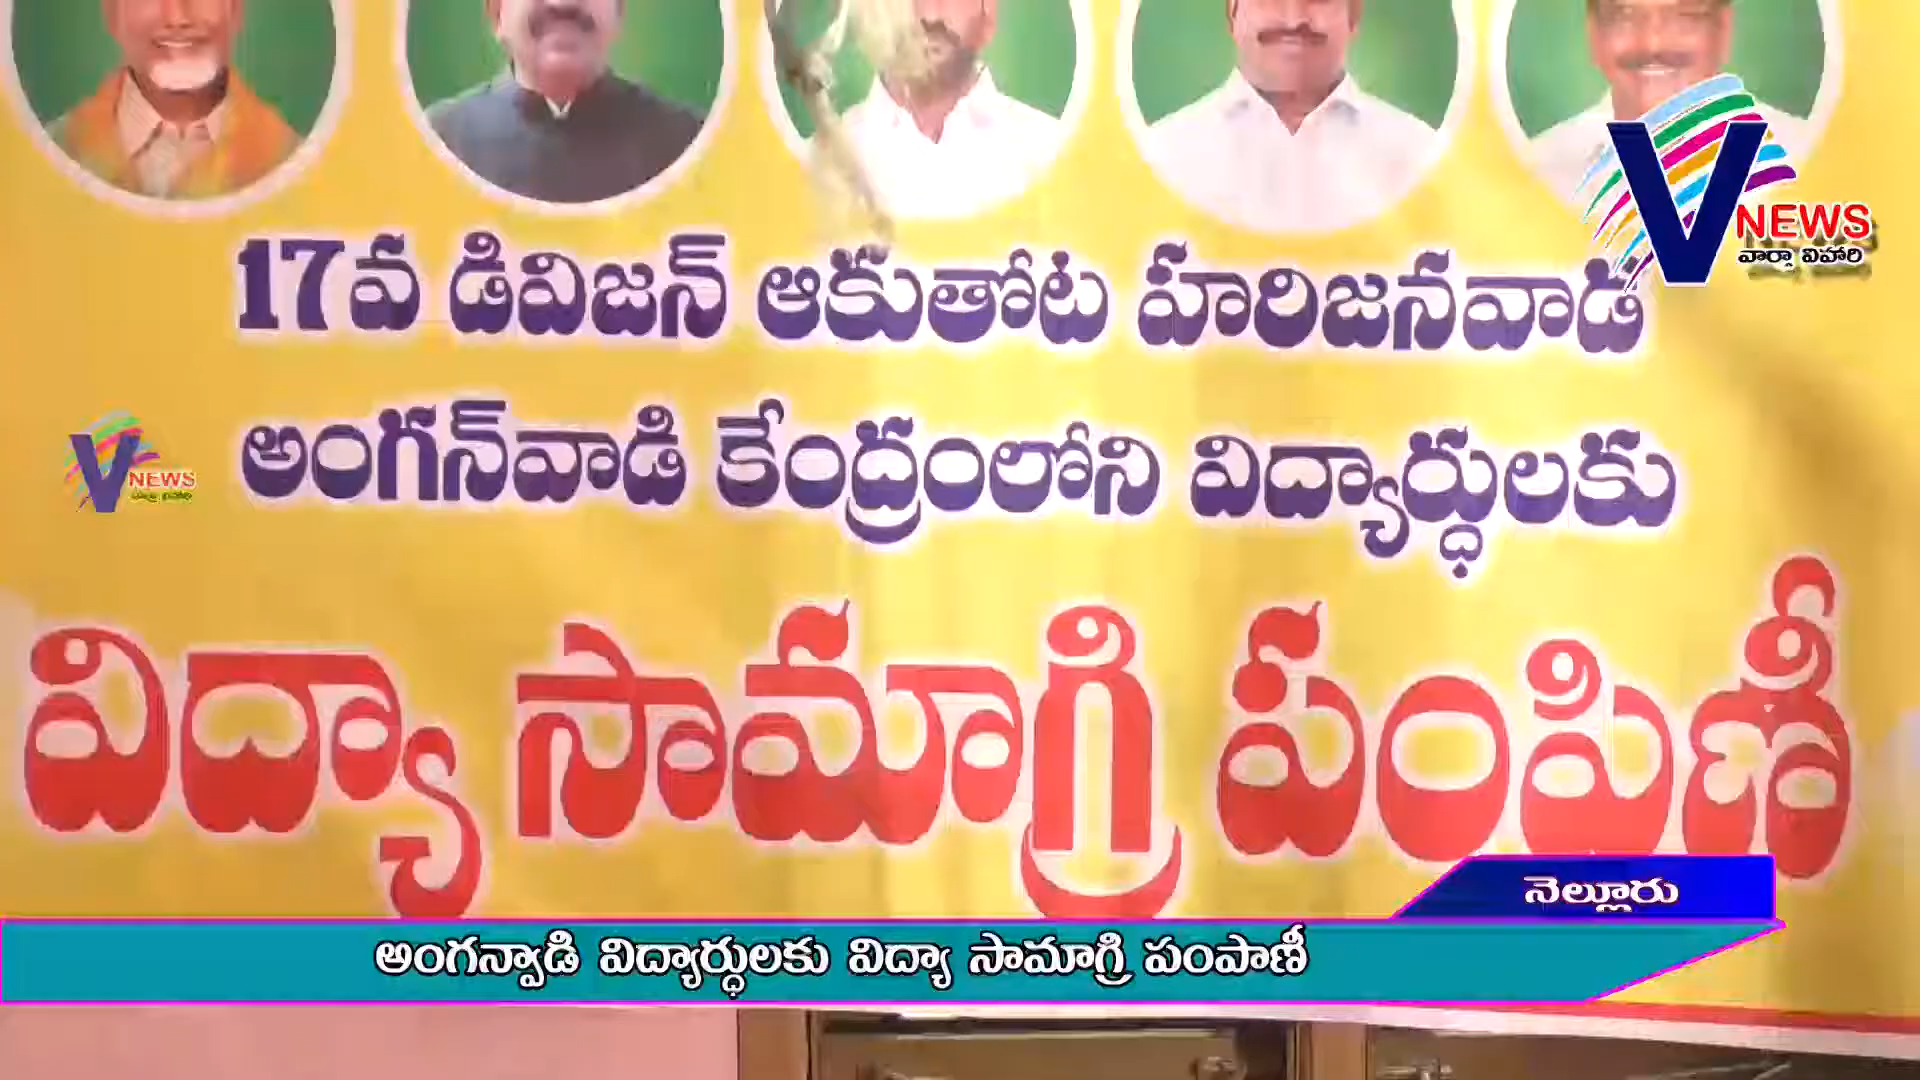 17వ డివిజన్ ఆకుతోట హరిజనవాడ
అంగన్‌వాడి కేంద్రంలోని విద్యార్ధులకు
విద్యా సామాగ్రి పంపిణీ
V NEWS
వార్తా విహారి
V NEWS
వార్తా విహారి
నెల్లూరు
అంగన్వాడి విద్యార్ధులకు విద్యా సామాగ్రి పంపాణీ